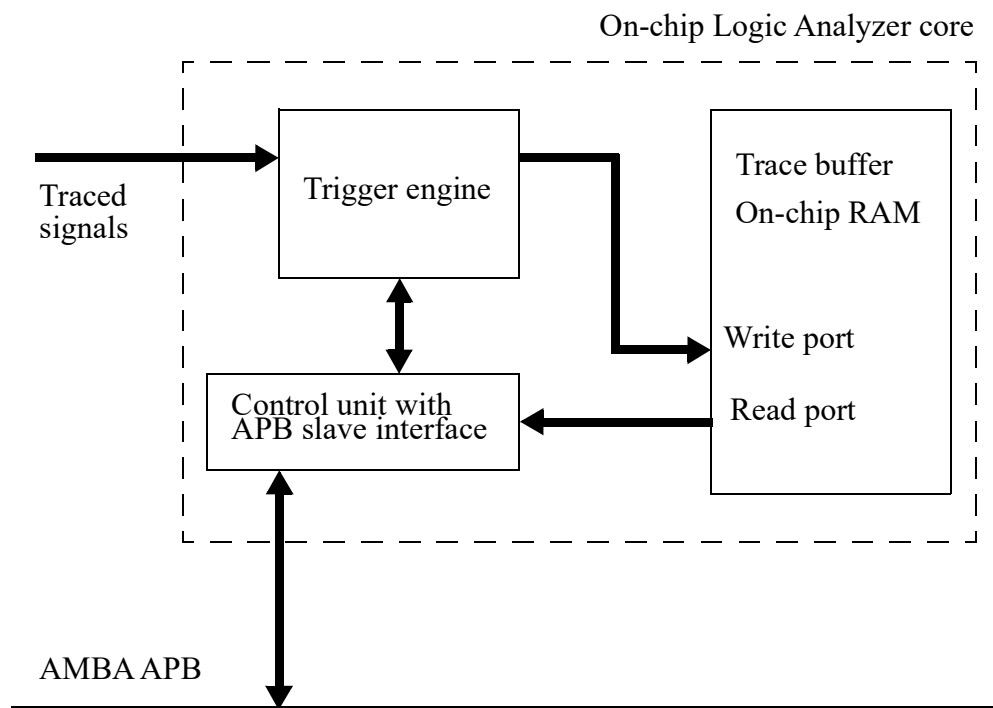 On-chip Logic Analyzer core
Traced
signals
Trigger engine
Trace buffer
On-chip RAM
Write port
Read port
Control unit with
APB slave interface
AMBA APB